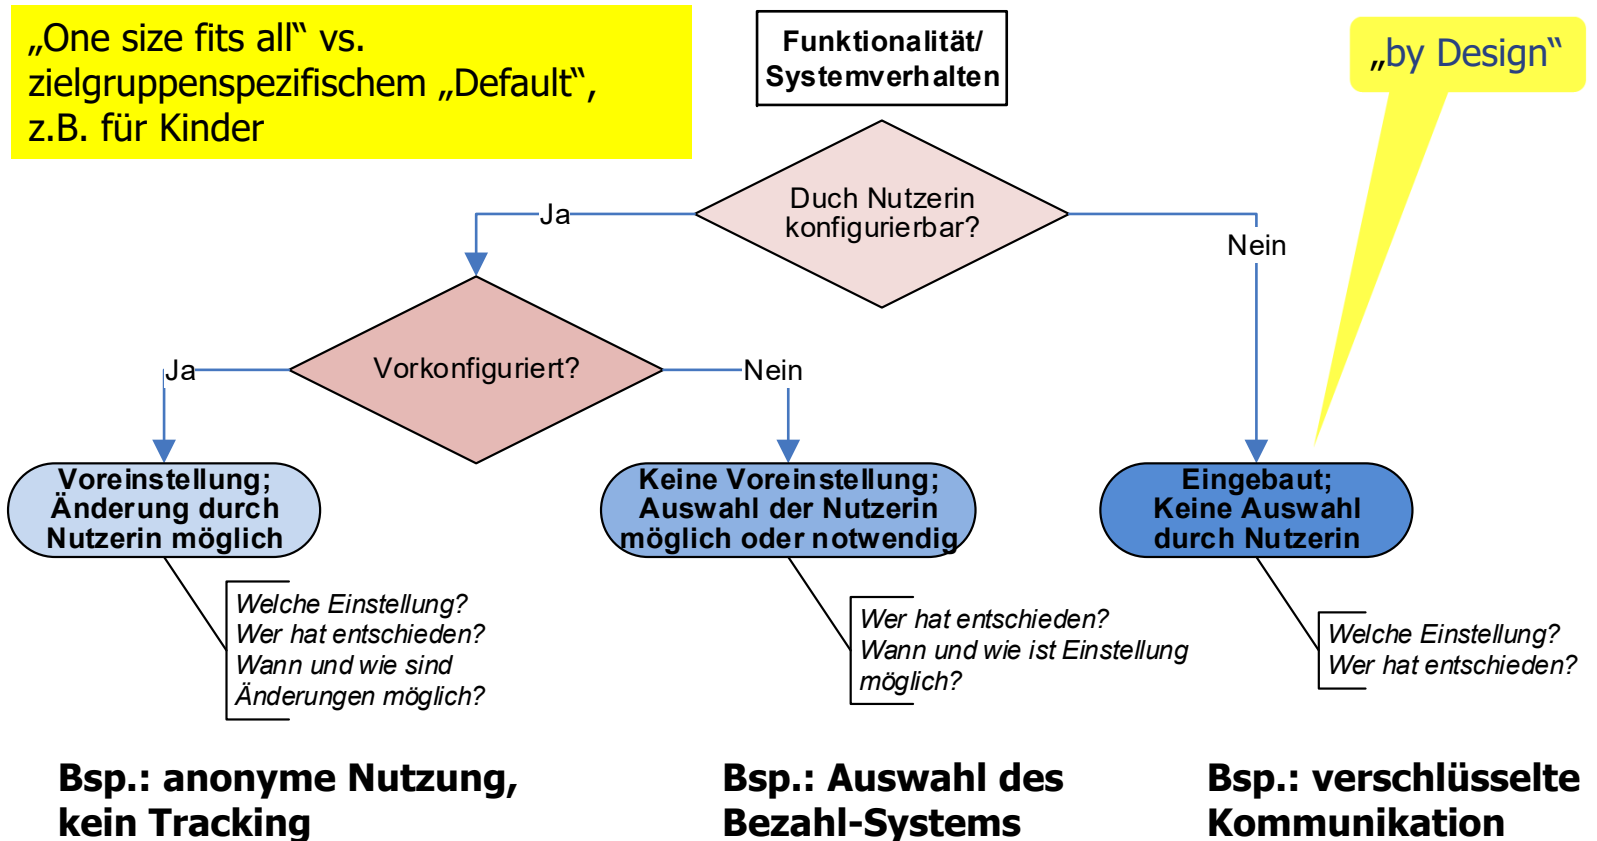 „One size fits all“ vs.
zielgruppenspezifischem „Default“,
z.B. für Kinder
Funktionalität/
Systemverhalten
„by Design“
Duch Nutzerin
konfigurierbar?
Ja
Nein
Vorkonfiguriert?
Ja
Nein
Voreinstellung;
Änderung durch
Nutzerin möglich
Keine Voreinstellung;
Auswahl der Nutzerin
möglich oder notwendig
Eingebaut;
Keine Auswahl
durch Nutzerin
Welche Einstellung?
Wer hat entschieden?
Wann und wie sind
Änderungen möglich?
Wer hat entschieden?
Wann und wie ist Einstellung
möglich?
Welche Einstellung?
Wer hat entschieden?
Bsp.: anonyme Nutzung,
kein Tracking
Bsp.: Auswahl des
Bezahl-Systems
Bsp.: verschlüsselte
Kommunikation